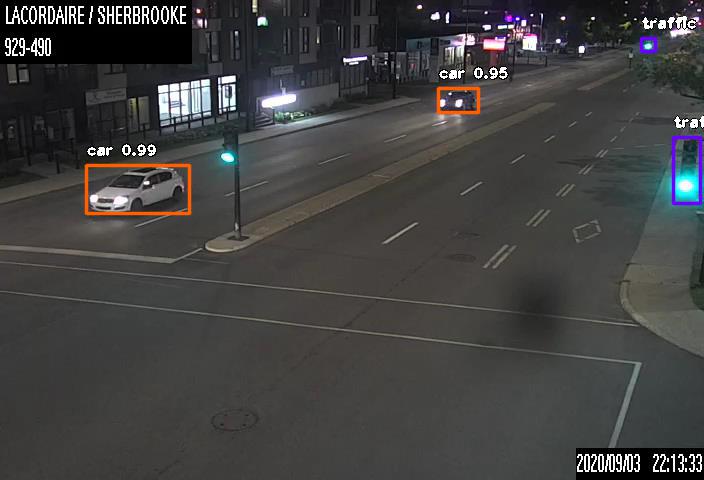 LACORDAIRE / SHERBROOKE
929-490
traffic
car 0.95
traf
car 0.99
2020/09/03 22:13:33